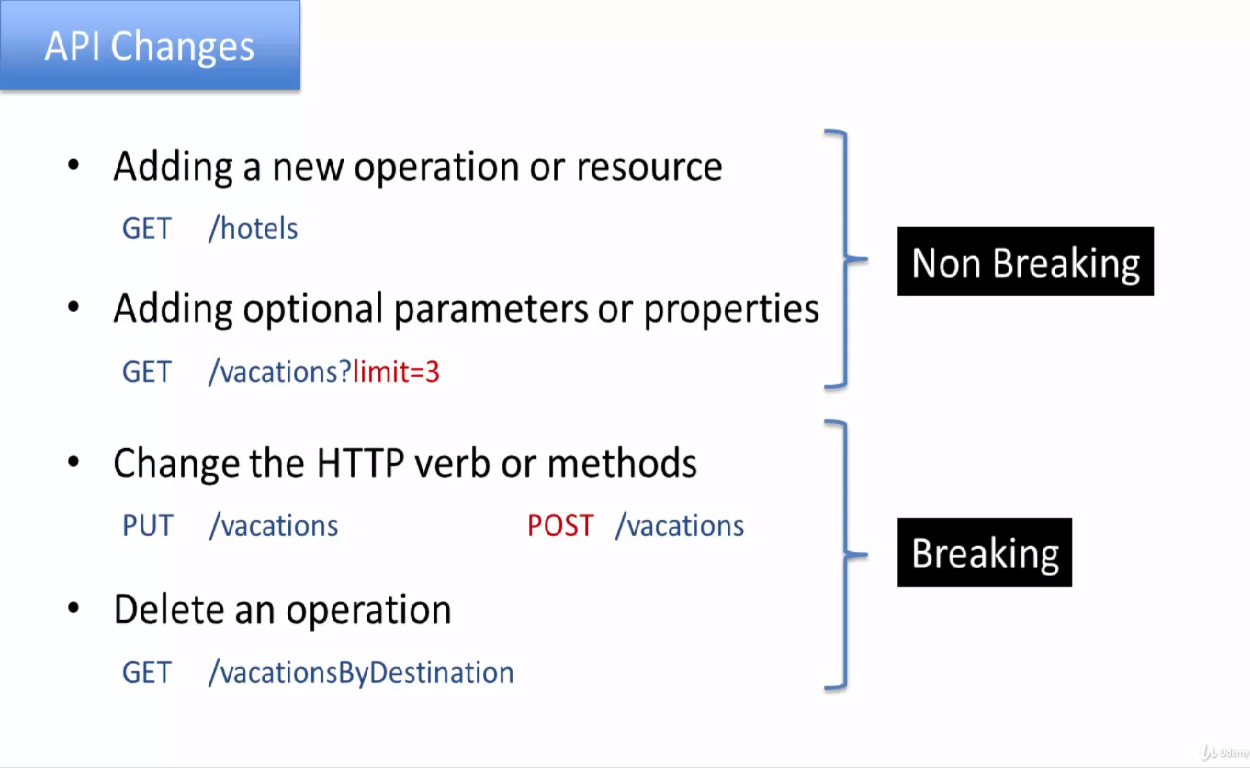 API Changes
• Adding a new operation or resource
GET /hotels
• Adding optional parameters or properties
GET /vacations?limit=3
Non Breaking
• Change the HTTP verb or methods
PUT /vacations POST /vacations
• Delete an operation
GET /vacationsByDestination
Breaking
Udemy